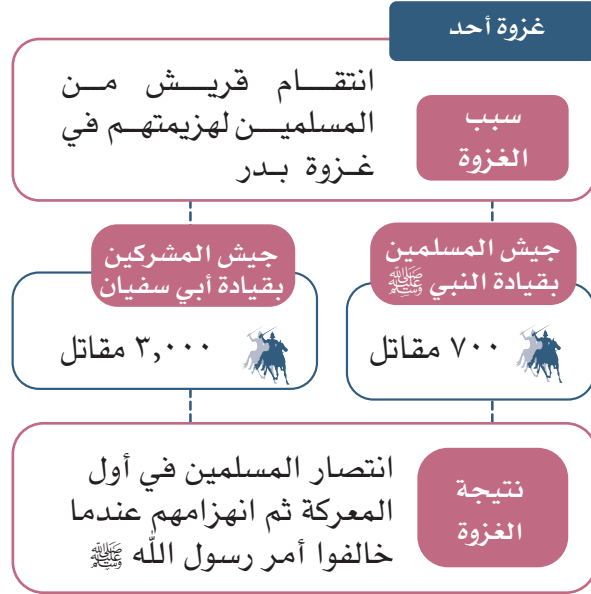 غزوة أحد
سبب
الغزوة
انتقام قريش من
المسلمين لهزيمتهم في
غزوة بدر
جيش المسلمين
بقيادة النبي ﷺ
٧٠٠ مقاتل
جيش المشركين
بقيادة أبي سفيان
٣,٠٠٠ مقاتل
نتيجة
الغزوة
انتصار المسلمين في أول
المعركة ثم انهزامهم عندما
خالفوا أمر رسول الله ﷺ